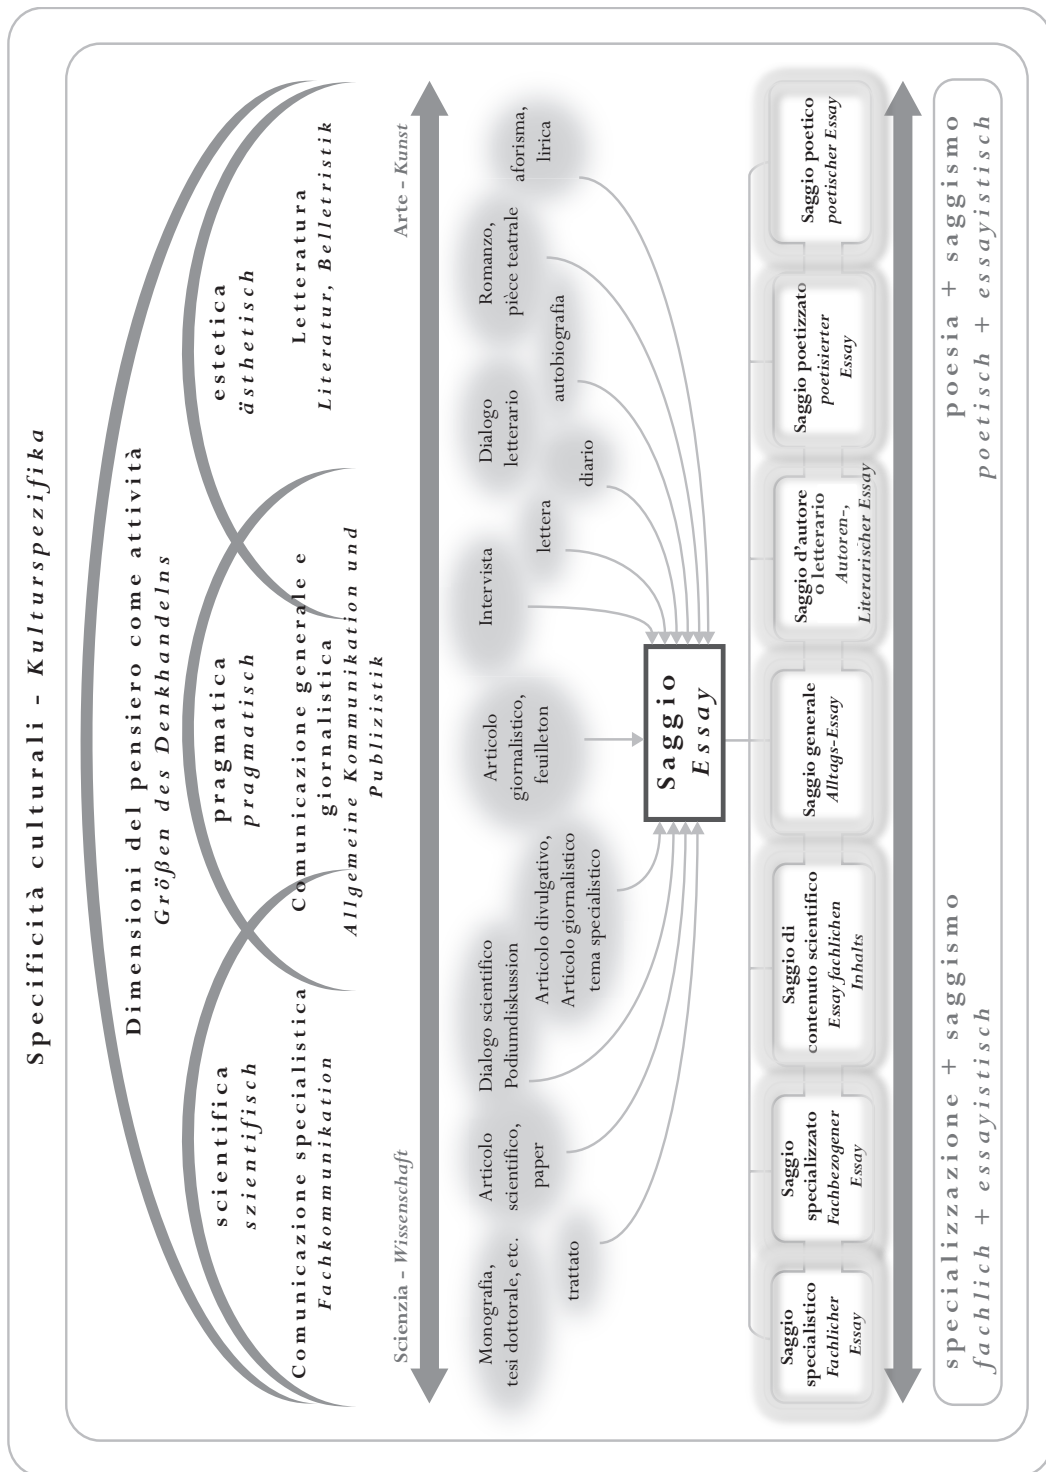 Specificità culturali - Kulturspezifika
Dimensioni del pensiero come attività
Größen des Denkhandelns
scientifica
szientifisch
pragmatica
pragmatisch
estetica
ästhetisch
Comunicazione specialistica
Fachkommunikation
Comunicazione generale e
giornalistica
Allgemeine Kommunikation und
Publizistik
Letteratura
Literatur, Belletristik
Scienzia - Wissenschaft
Arte - Kunst
Monografia,
tesi dottorale, etc.
trattato
Articolo
scientifico,
paper
Dialogo scientifico
Podiumdiskussion
Articolo divulgativo,
Articolo giornalistico
tema specialistico
Articolo
giornalistico,
feuilleton
Intervista
lettera
Dialogo
letterario
diario
autobiografia
Romanzo,
pièce teatrale
aforisma,
lirica
Saggio
Essay
Saggio
specialistico
Fachlicher
Essay
Saggio
specializzato
Fachbezogener
Essay
Saggio di
contenuto scientifico
Essay fachlichen
Inhalts
Saggio generale
Alltags-Essay
Saggio d'autore
o letterario
Autoren-,
Literarischer Essay
Saggio poetizzato
poetisierter
Essay
Saggio poetico
poetischer Essay
specializzazione + saggismo
fachlich + essayistisch
poesia + saggismo
poetisch + essayistisch